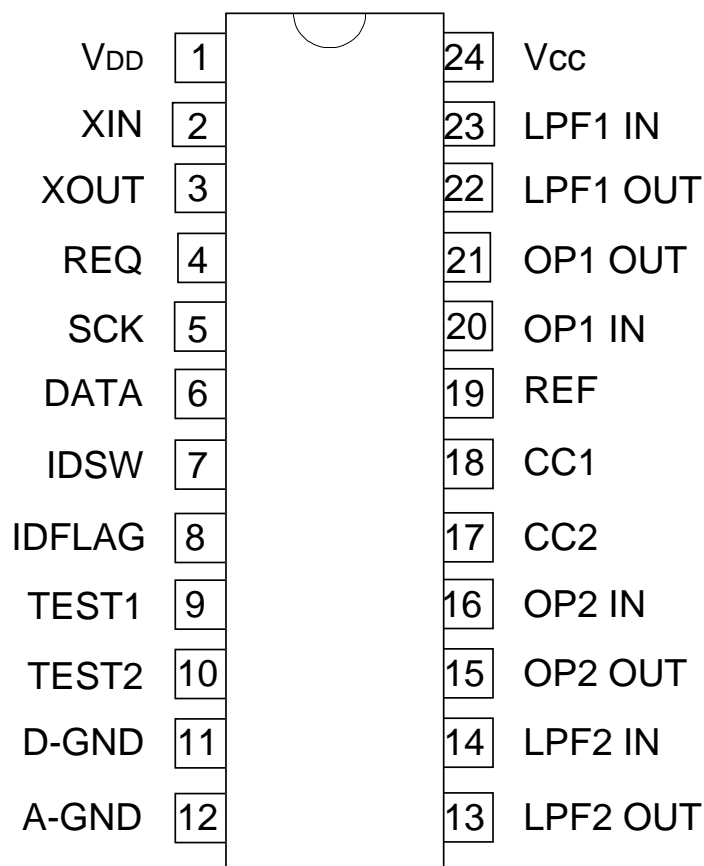 VDD 1 24 Vcc
XIN 2 23 LPF1 IN
XOUT 3 22 LPF1 OUT
REQ 4 21 OP1 OUT
SCK 5 20 OP1 IN
DATA 6 19 REF
IDSW 7 18 CC1
IDFLAG 8 17 CC2
TEST1 9 16 OP2 IN
TEST2 10 15 OP2 OUT
D-GND 11 14 LPF2 IN
A-GND 12 13 LPF2 OUT